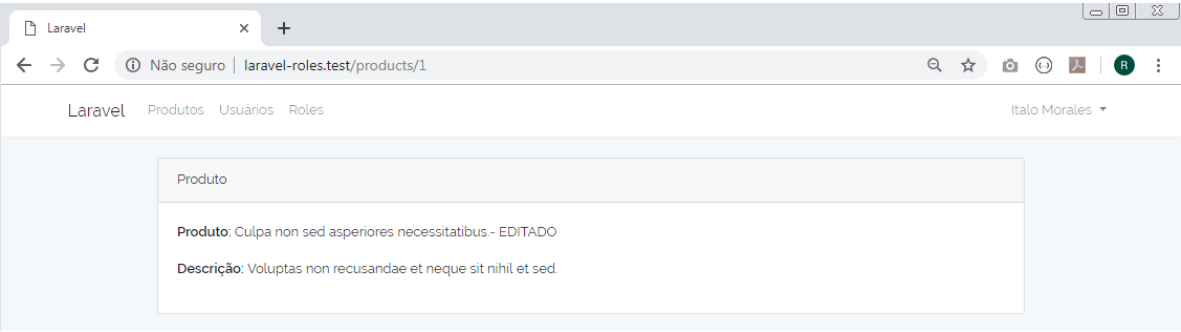 Laravel
Não seguro | laravel-roles.test/products/1
R
Laravel Produtos Usuários Roles Italo Morales
Produto
Produto: Culpa non sed asperiores necessitatibus.- EDITADO
Descrição: Voluptas non recusandae et neque sit nihil et sed.